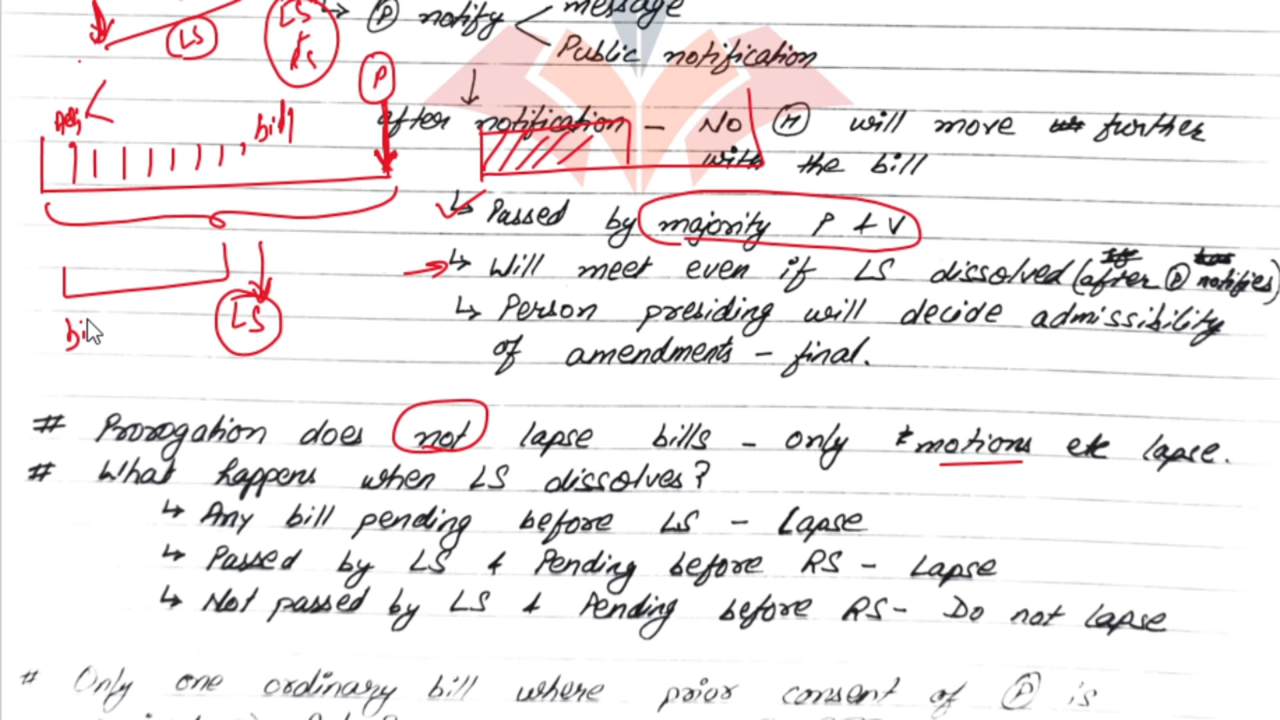 message
LS
LS
RS
↳ Ⓟ notify <
Public notification
P
↓
after notification — No Ⓗ will move further
with the bill
bill
↳ Passed by majority P + V
↳ Will meet even if LS dissolved (after Ⓟ notifies)
LS
bi
↳ Person presiding will decide admissibility
of amendments – final.
# Prorogation does not lapse bills – only *motions etc lapse.
# What happens when LS dissolves?
↳ Any bill pending before LS – Lapse
↳ Passed by LS & Pending before RS – Lapse
↳ Not passed by LS & Pending before RS – Do not lapse
# Only one ordinary bill where prior consent of Ⓟ is